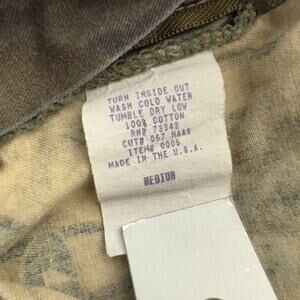 TURN INSIDE OUT
WASH COLD WATER
TUMBLE DRY LOW
100% COTTON
RN# 73342
CUT# 067 HAAS
ITEM# 0005
MADE IN THE U.S.A.
MEDIUM